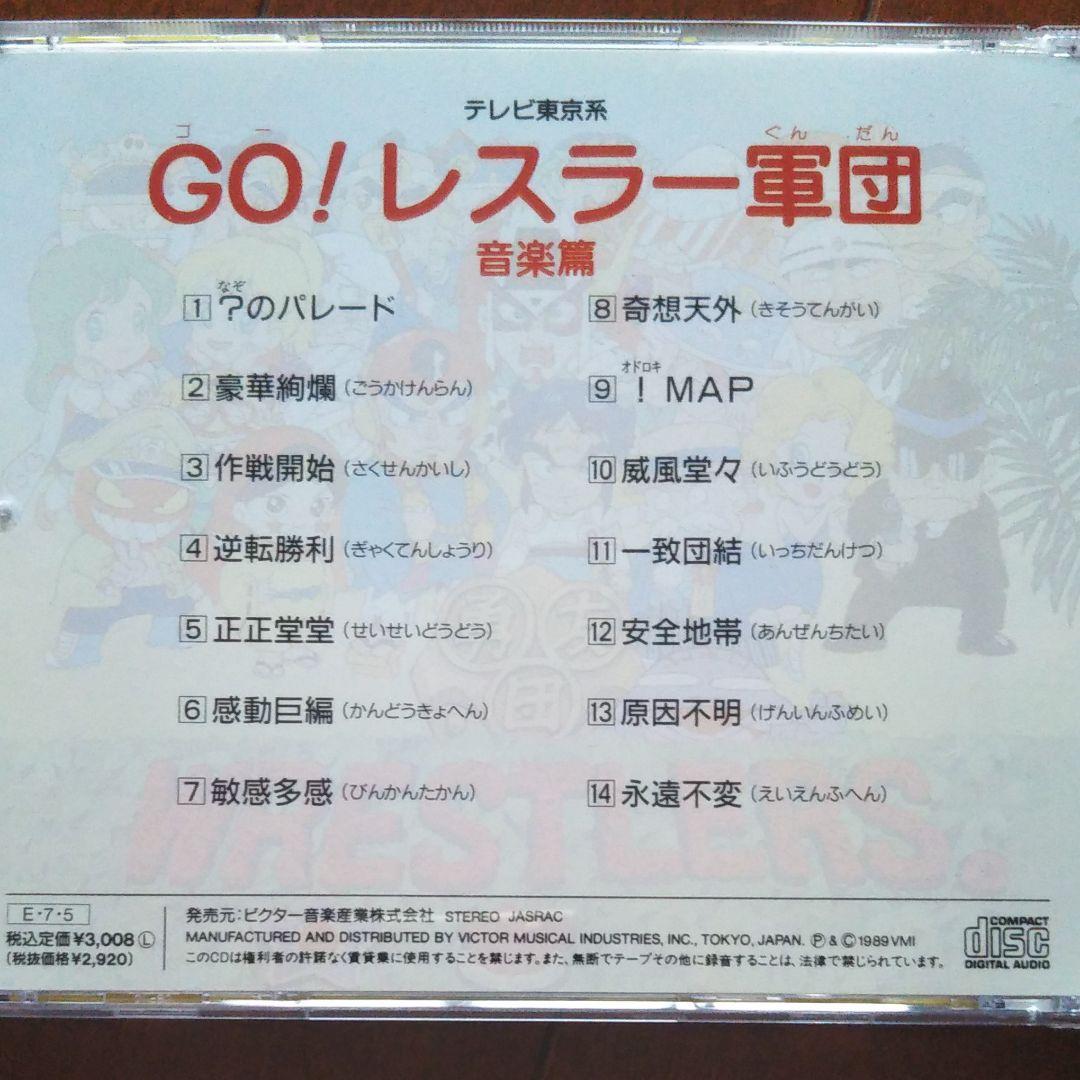 テレビ東京系
ゴー ぐんだん
GO!レスラー軍団
音楽篇
なぞ
1 ?のパレード
2 豪華絢爛(ごうかけんらん)
3 作戦開始(さくせんかいし)
4 逆転勝利(ぎゃくてんしょうり)
5 正正堂堂(せいせいどうどう)
6 感動巨編(かんどうきょへん)
7 敏感多感(びんかんたかん)
8 奇想天外(きそうてんがい)
オドロキ
9 !MAP
10 威風堂々(いふうどうどう)
11 一致団結(いっちだんけつ)
12 安全地帯(あんぜんちたい)
13 原因不明(げんいんふめい)
14 永遠不変(えいえんふへん)
WRESTLERS.
E・7・5
税込定価¥3,008Ⓛ
(税抜価格¥2,920)
発売元:ビクター音楽産業株式会社 STEREO JASRAC
MANUFACTURED AND DISTRIBUTED BY VICTOR MUSICAL INDUSTRIES, INC., TOKYO, JAPAN. Ⓟ&Ⓒ1989 VMI
このCDは権利者の許諾なく賃貸業に使用することを禁じます。また、無断でテープその他に録音することは、法律で禁じられています。
COMPACT
disc
DIGITAL AUDIO